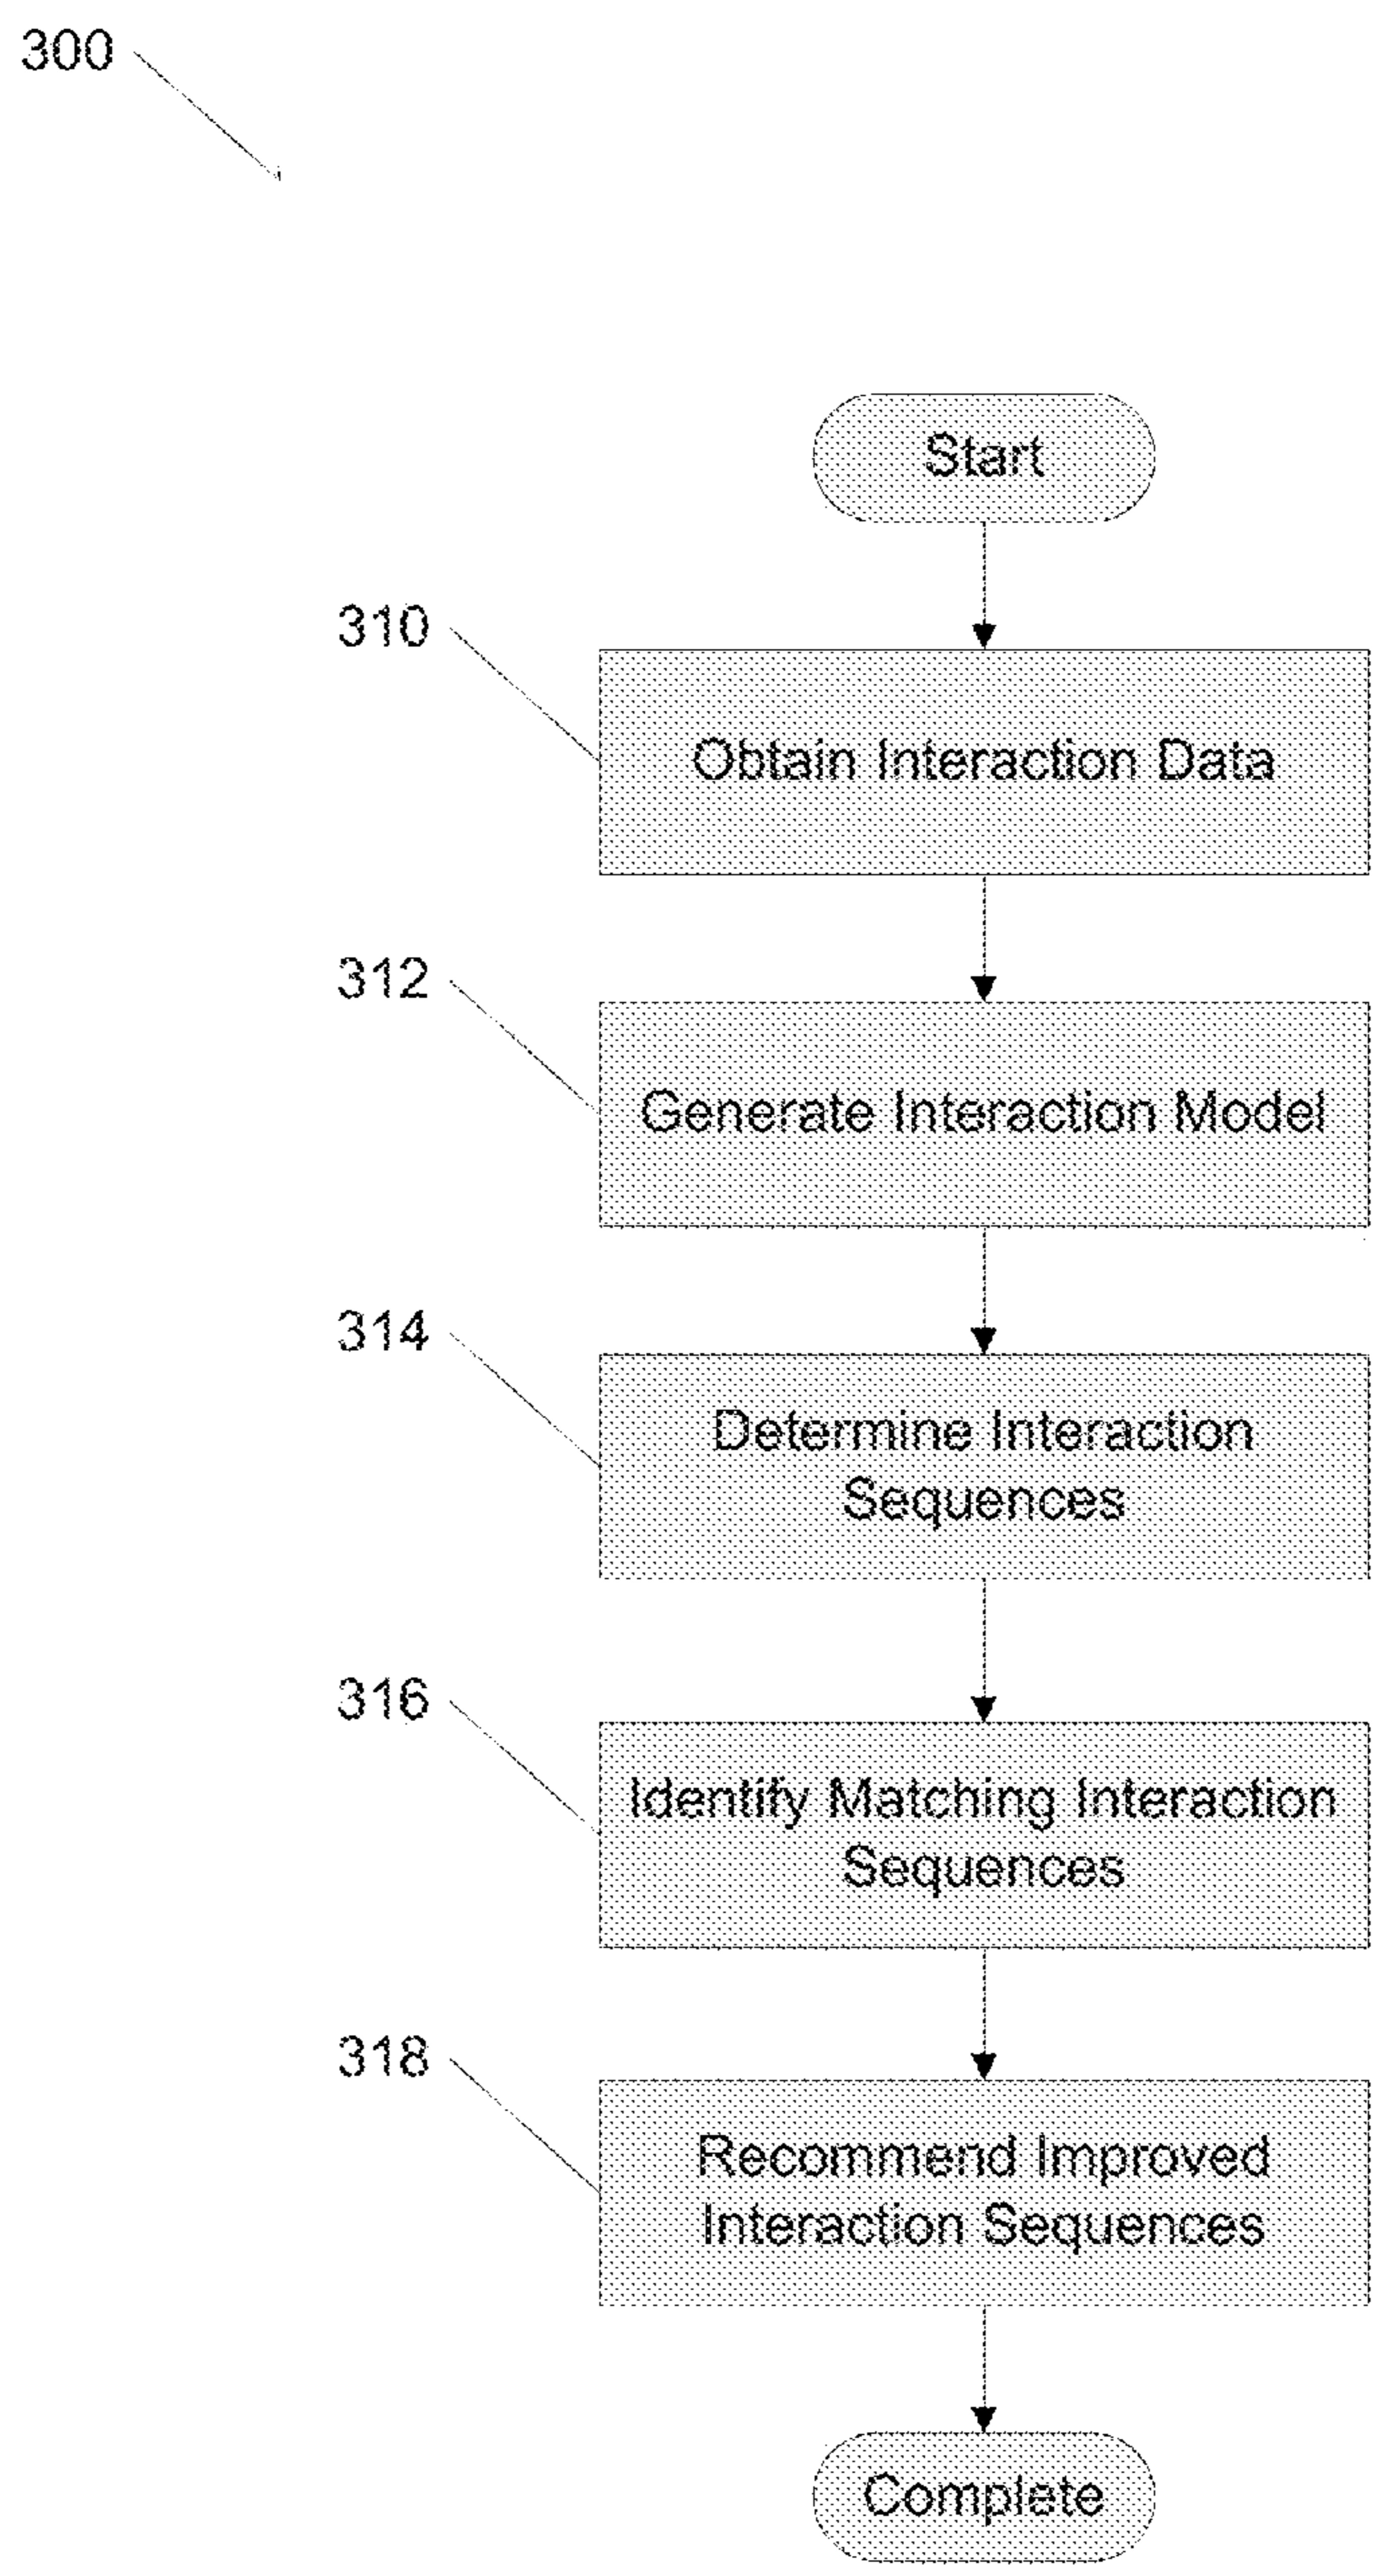 300
Start
310
Obtain Interaction Data
312
Generate Interaction Model
314
Determine Interaction
Sequences
316
Identify Matching Interaction
Sequences
318
Recommend Improved
Interaction Sequences
Complete